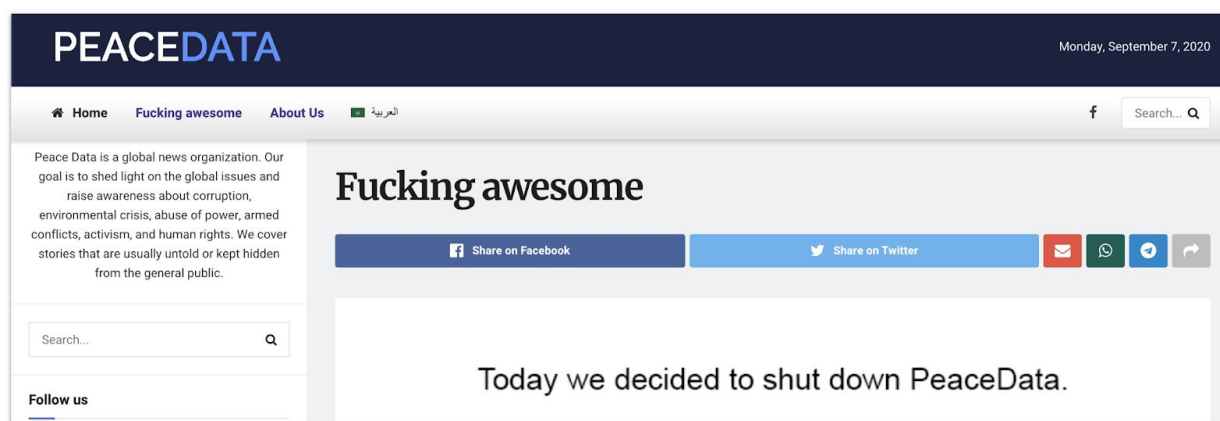 PEACEDATA
Monday, September 7, 2020
Home Fucking awesome About Us العربية
Search...
Peace Data is a global news organization. Our
goal is to shed light on the global issues and
raise awareness about corruption,
environmental crisis, abuse of power, armed
conflicts, activism, and human rights. We cover
stories that are usually untold or kept hidden
from the general public.
Search...
Follow us
Fucking awesome
Share on Facebook
Share on Twitter
Today we decided to shut down PeaceData.